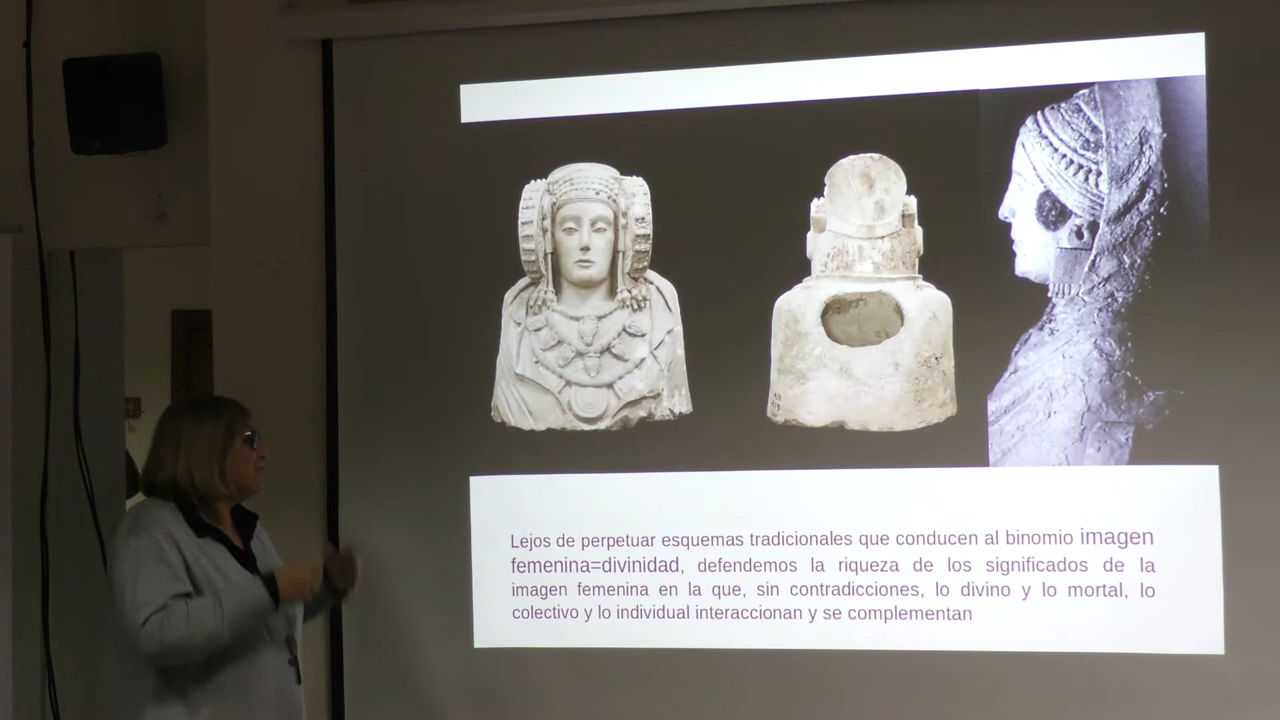 Lejos de perpetuar esquemas tradicionales que conducen al binomio imagen
femenina=divinidad, defendemos la riqueza de los significados de la
imagen femenina en la que, sin contradicciones, lo divino y lo mortal, lo
colectivo y lo individual interaccionan y se complementan